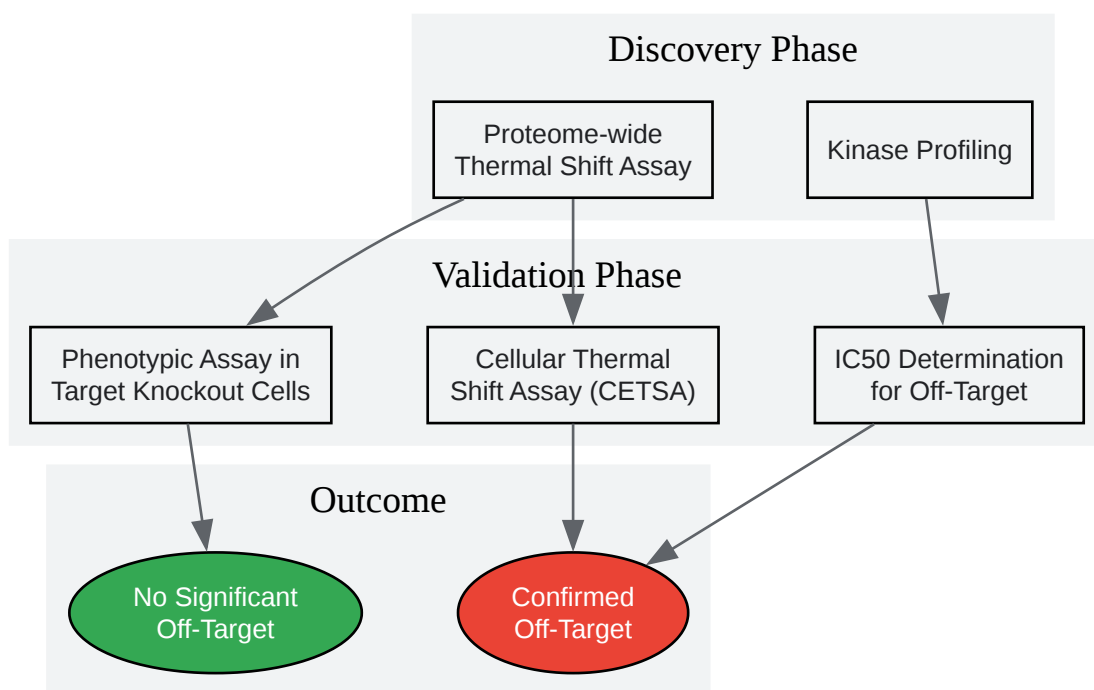 Discovery Phase
Proteome-wide
Thermal Shift Assay
Kinase Profiling
Validation Phase
Phenotypic Assay in
Target Knockout Cells
Cellular Thermal
Shift Assay (CETSA)
IC50 Determination
for Off-Target
Outcome
No Significant
Off-Target
Confirmed
Off-Target